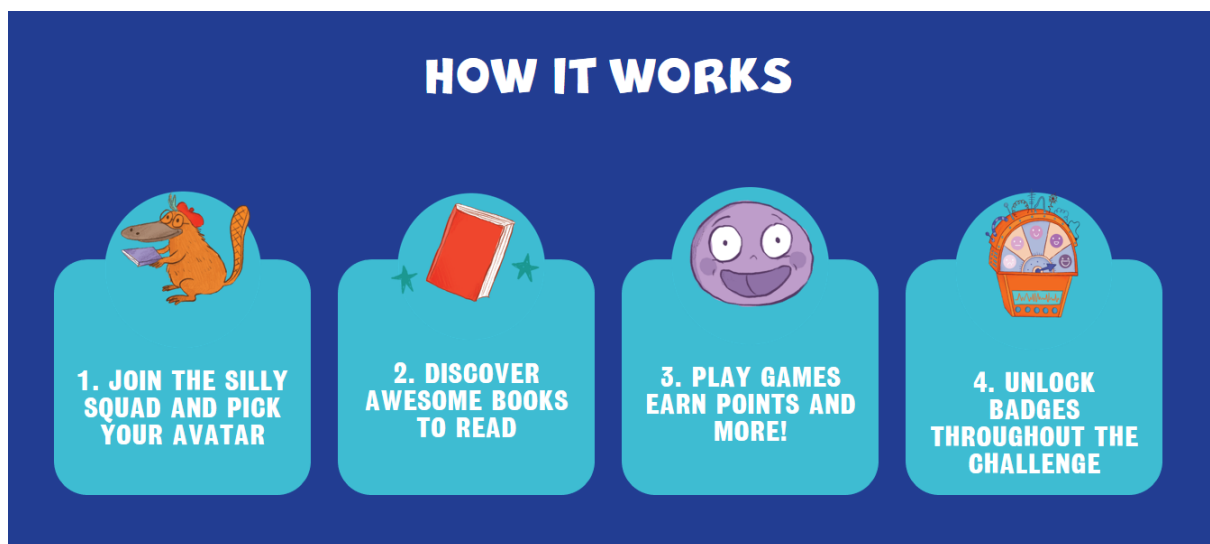 HOW IT WORKS
1. JOIN THE SILLY
SQUAD AND PICK
YOUR AVATAR
2. DISCOVER
AWESOME BOOKS
TO READ
3. PLAY GAMES
EARN POINTS AND
MORE!
4. UNLOCK
BADGES
THROUGHOUT THE
CHALLENGE